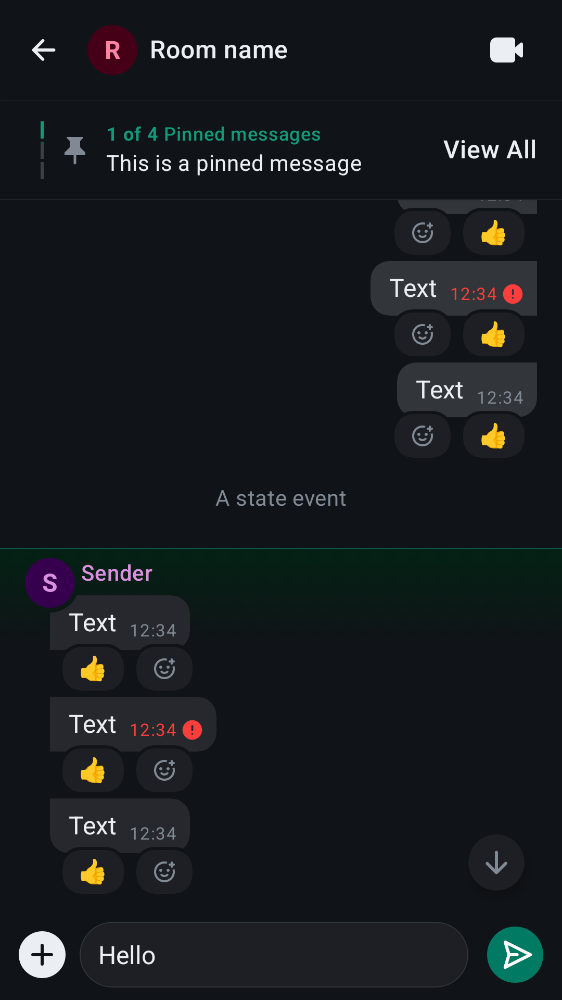 R
Room name
1 of 4 Pinned messages
This is a pinned message
View All
Text 12:34
Text 12:34
A state event
S
Sender
Text 12:34
Text 12:34
Text 12:34
Hello